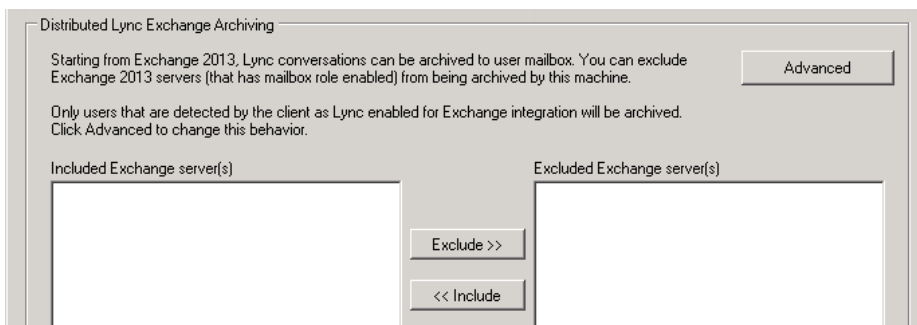 Distributed Lync Exchange Archiving
Starting from Exchange 2013, Lync conversations can be archived to user mailbox. You can exclude
Exchange 2013 servers (that has mailbox role enabled) from being archived by this machine.
Advanced
Only users that are detected by the client as Lync enabled for Exchange integration will be archived.
Click Advanced to change this behavior.
Included Exchange server(s)
Excluded Exchange server(s)
Exclude >>
<< Include